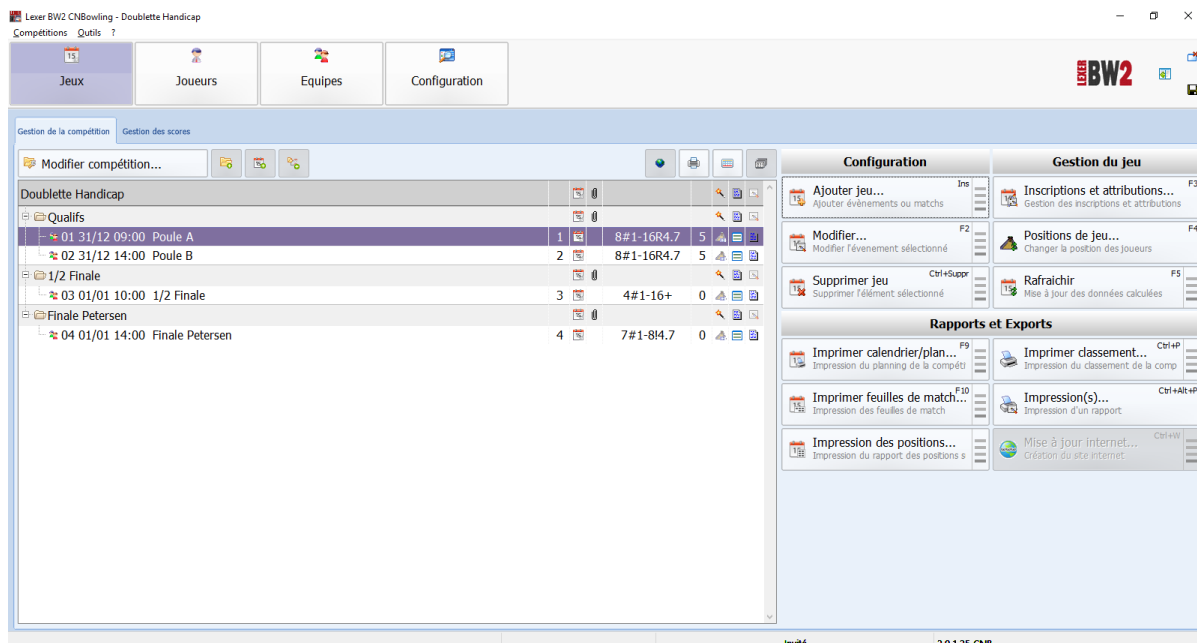 Lexer BW2 CNBowling - Doublette Handicap
Compétitions Outils ?
Jeux
Joueurs
Equipes
Configuration
LEXER BW2
Gestion de la compétition
Gestion des scores
Modifier compétition...
Doublette Handicap
Qualifs
01 31/12 09:00 Poule A 1 8#1-16R4.7 5
02 31/12 14:00 Poule B 2 8#1-16R4.7 5
1/2 Finale
03 01/01 10:00 1/2 Finale 3 4#1-16+ 0
Finale Petersen
04 01/01 14:00 Finale Petersen 4 7#1-8!4.7 0
Configuration
Gestion du jeu
Ajouter jeu... Ins
Ajouter évènements ou matchs
Inscriptions et attributions... F3
Gestion des inscriptions et attributions
Modifier... F2
Modifier l'évenement sélectionné
Positions de jeu... F4
Changer la position des joueurs
Supprimer jeu Ctrl+Suppr
Supprimer l'élément sélectionné
Rafraichir F5
Mise à jour des données calculées
Rapports et Exports
Imprimer calendrier/plan... F9
Impression du planning de la compéti
Imprimer classement... Ctrl+P
Impression du classement de la comp
Imprimer feuilles de match... F10
Impression des feuilles de match
Impression(s)... Ctrl+Alt+P
Impression d'un rapport
Impression des positions...
Impression du rapport des positions s
Mise à jour internet... Ctrl+W
Création du site internet
Invité